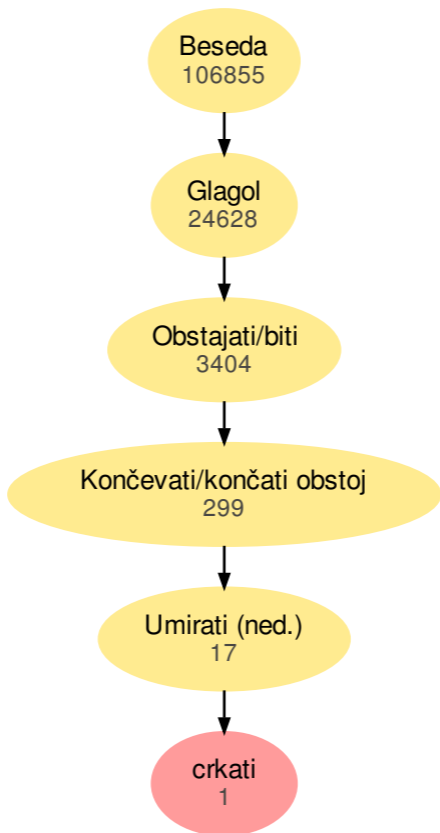 Beseda
106855
Glagol
24628
Obstajati/biti
3404
Končevati/končati obstoj
299
Umirati (ned.)
17
crkati
1